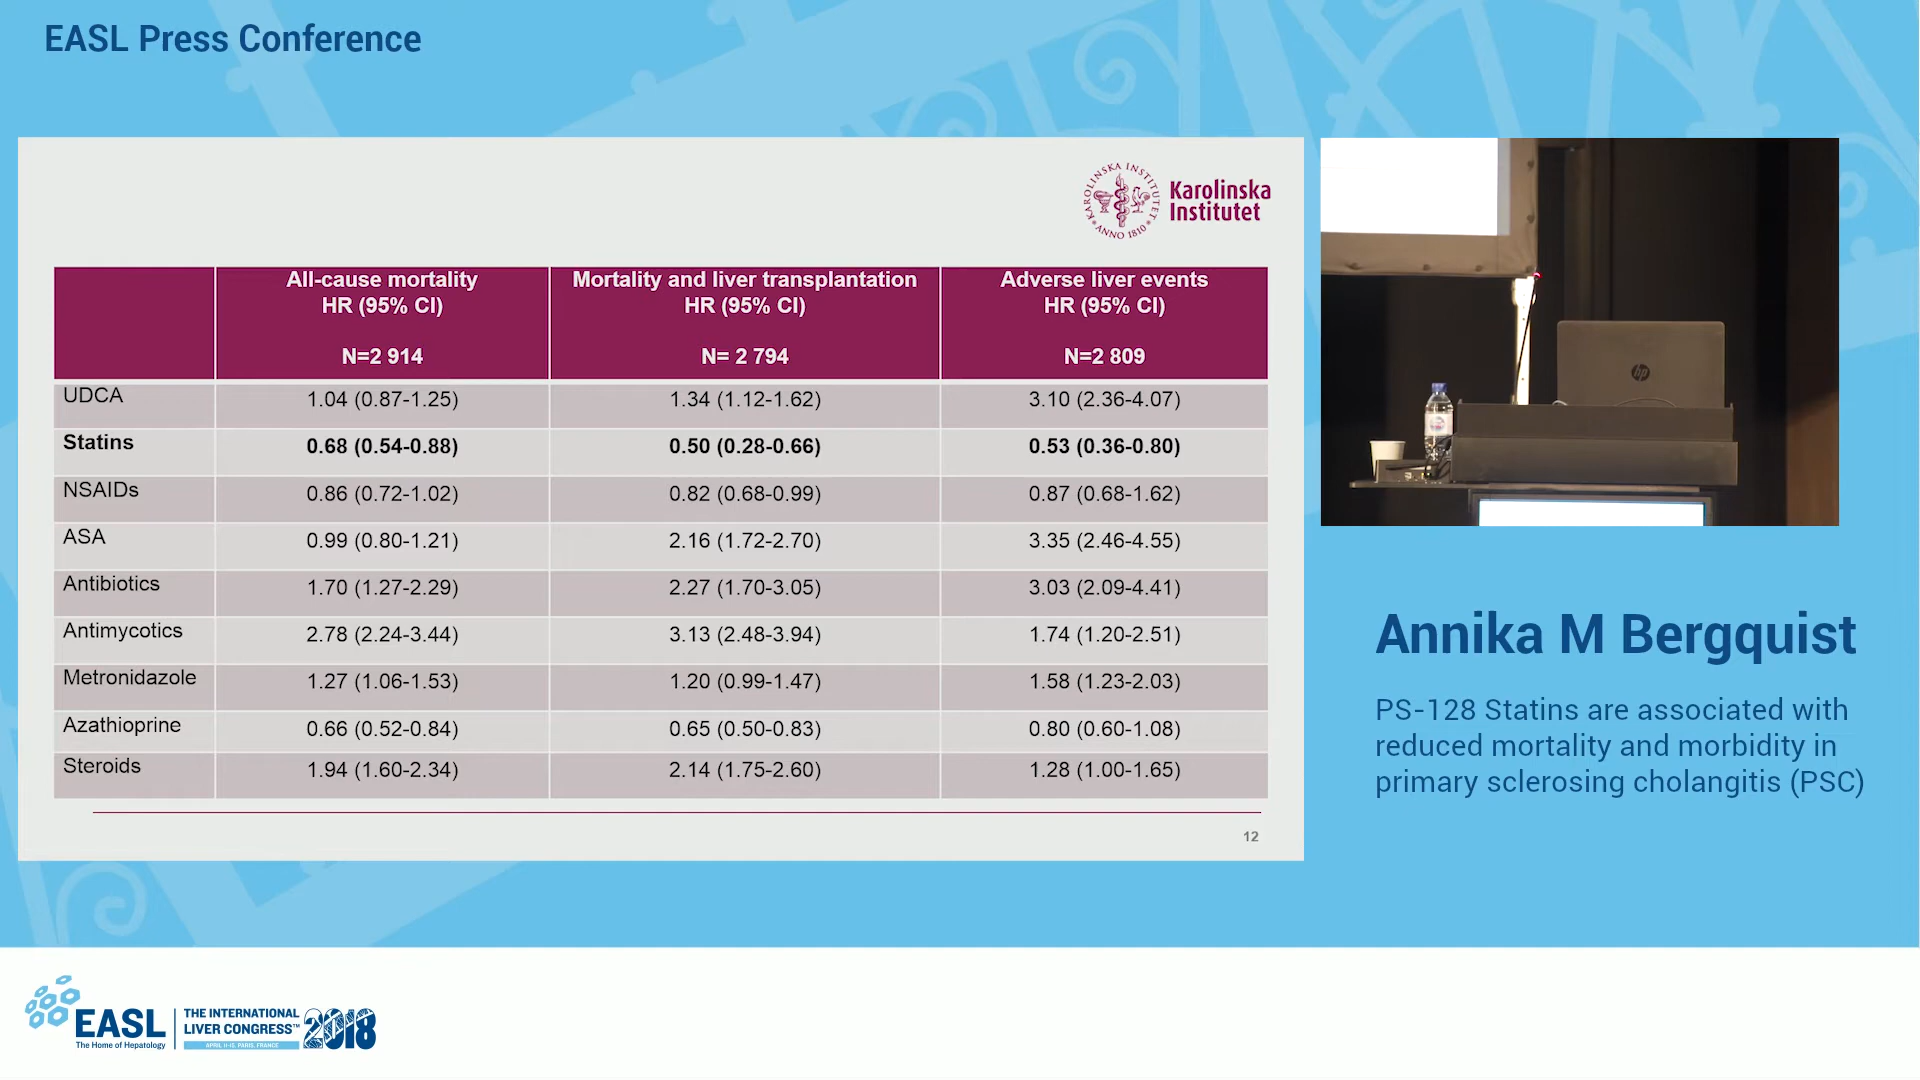 EASL Press Conference
KAROLINSKA INSTITUTET
ANNO 1810
Karolinska
Institutet
All-cause mortality
HR (95% CI)
N=2 914
Mortality and liver transplantation
HR (95% CI)
N= 2 794
Adverse liver events
HR (95% CI)
N=2 809
UDCA 1.04 (0.87-1.25) 1.34 (1.12-1.62) 3.10 (2.36-4.07)
Statins 0.68 (0.54-0.88) 0.50 (0.28-0.66) 0.53 (0.36-0.80)
NSAIDs 0.86 (0.72-1.02) 0.82 (0.68-0.99) 0.87 (0.68-1.62)
ASA 0.99 (0.80-1.21) 2.16 (1.72-2.70) 3.35 (2.46-4.55)
Antibiotics 1.70 (1.27-2.29) 2.27 (1.70-3.05) 3.03 (2.09-4.41)
Antimycotics 2.78 (2.24-3.44) 3.13 (2.48-3.94) 1.74 (1.20-2.51)
Metronidazole 1.27 (1.06-1.53) 1.20 (0.99-1.47) 1.58 (1.23-2.03)
Azathioprine 0.66 (0.52-0.84) 0.65 (0.50-0.83) 0.80 (0.60-1.08)
Steroids 1.94 (1.60-2.34) 2.14 (1.75-2.60) 1.28 (1.00-1.65)
12
hp
Annika M Bergquist
PS-128 Statins are associated with
reduced mortality and morbidity in
primary sclerosing cholangitis (PSC)
EASL
The Home of Hepatology
THE INTERNATIONAL
LIVER CONGRESS™
2018
APRIL 11-15, PARIS, FRANCE